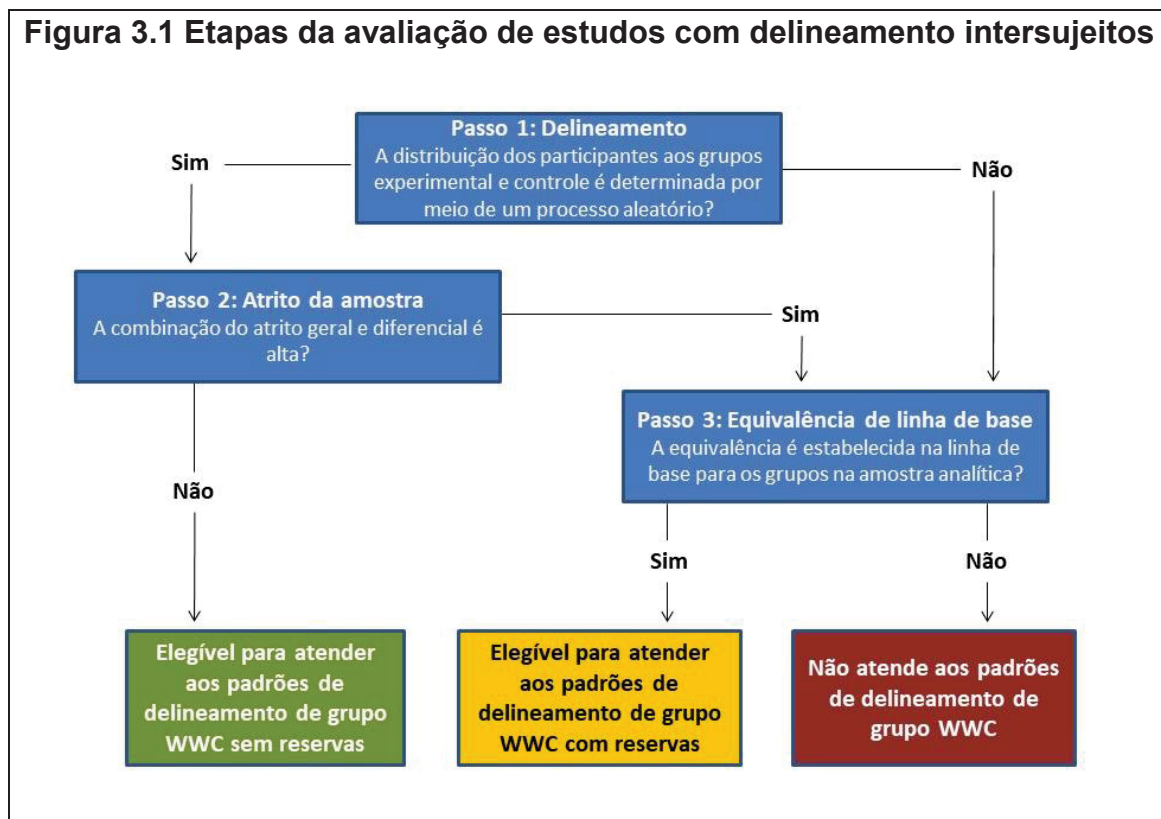 Figura 3.1 Etapas da avaliação de estudos com delineamento intersujeitos
Passo 1: Delineamento
A distribuição dos participantes aos grupos
experimental e controle é determinada por
meio de um processo aleatório?
Sim
Não
Passo 2: Atrito da amostra
A combinação do atrito geral e diferencial é
alta?
Sim
Passo 3: Equivalência de linha de base
A equivalência é estabelecida na linha de
base para os grupos na amostra analítica?
Não
Sim
Não
Elegível para atender
aos padrões de
delineamento de grupo
WWC sem reservas
Elegível para atender
aos padrões de
delineamento de grupo
WWC com reservas
Não atende aos padrões
de delineamento de
grupo WWC